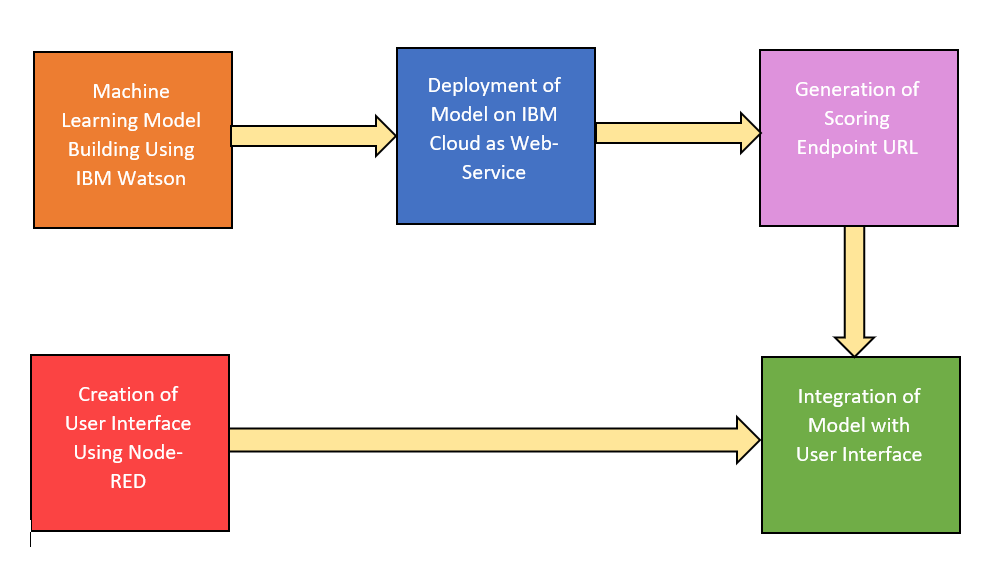 Machine
Learning Model
Building Using
IBM Watson
Deployment of
Model on IBM
Cloud as Web-
Service
Generation of
Scoring
Endpoint URL
Creation of
User Interface
Using Node-
RED
Integration of
Model with
User Interface